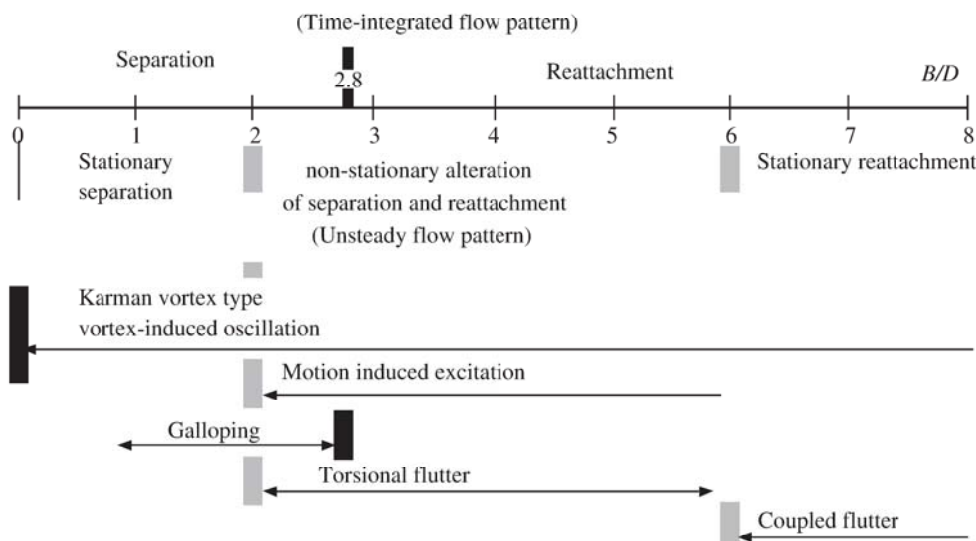 (Time-integrated flow pattern)
Separation
2.8
Reattachment
B/D
0 1 2 3 4 5 6 7 8
Stationary
separation
non-stationary alteration
of separation and reattachment
(Unsteady flow pattern)
Stationary reattachment
Karman vortex type
vortex-induced oscillation
Motion induced excitation
Galloping
Torsional flutter
Coupled flutter